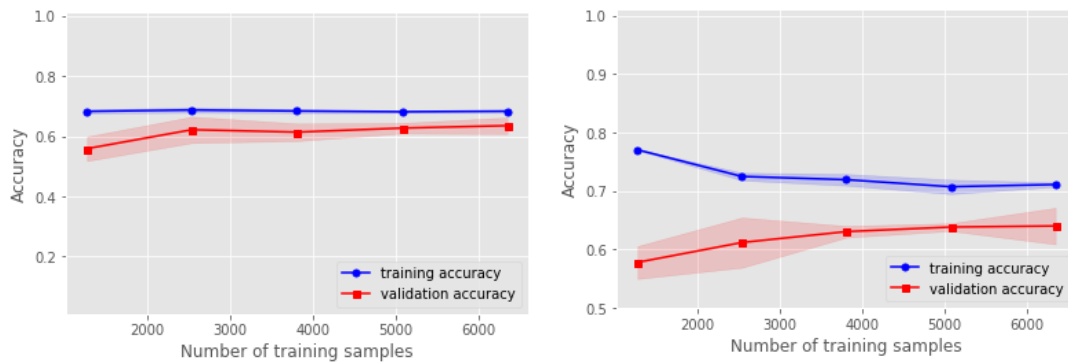 1.0
0.8
0.6
0.4
0.2
Accuracy
training accuracy
validation accuracy
2000 3000 4000 5000 6000
Number of training samples
1.0
0.9
0.8
0.7
0.6
0.5
Accuracy
training accuracy
validation accuracy
2000 3000 4000 5000 6000
Number of training samples